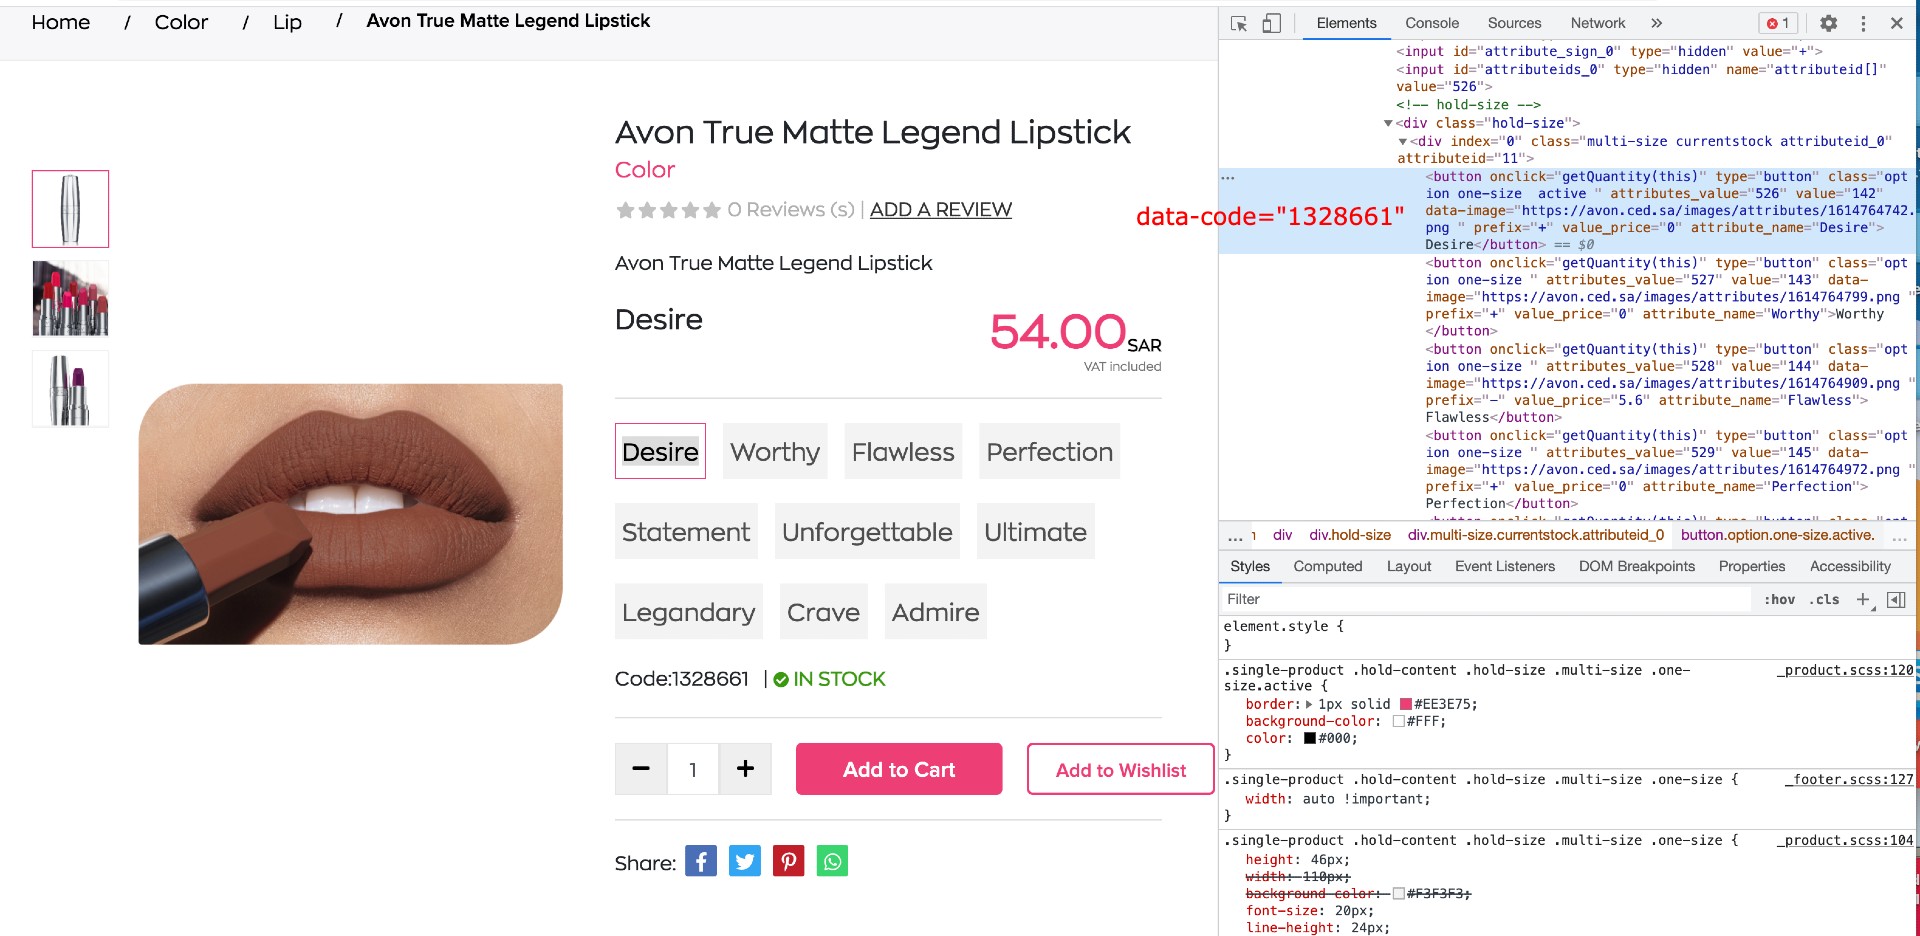 Home / Color / Lip / Avon True Matte Legend Lipstick
Avon True Matte Legend Lipstick
Color
0 Reviews (s) | ADD A REVIEW
Avon True Matte Legend Lipstick
Desire
54.00 SAR
VAT included
Desire Worthy Flawless Perfection
Statement Unforgettable Ultimate
Legandary Crave Admire
Code:1328661 | IN STOCK
− 1 + Add to Cart Add to Wishlist
Share:
data-code="1328661"
Elements Console Sources Network » 1
<input id="attribute_sign_0" type="hidden" value="+">
<input id="attributeids_0" type="hidden" name="attributeid[]"
value="526">
<!-- hold-size -->
▼<div class="hold-size">
▼<div index="0" class="multi-size currentstock attributeid_0"
attributeid="11">
<button onclick="getQuantity(this)" type="button" class="opt
ion one-size  active " attributes_value="526" value="142"
data-image="https://avon.ced.sa/images/attributes/1614764742.
png " prefix="+" value_price="0" attribute_name="Desire">
Desire</button> == $0
<button onclick="getQuantity(this)" type="button" class="opt
ion one-size " attributes_value="527" value="143" data-
image="https://avon.ced.sa/images/attributes/1614764799.png "
prefix="+" value_price="0" attribute_name="Worthy">Worthy
</button>
<button onclick="getQuantity(this)" type="button" class="opt
ion one-size " attributes_value="528" value="144" data-
image="https://avon.ced.sa/images/attributes/1614764909.png "
prefix="-" value_price="5.6" attribute_name="Flawless">
Flawless</button>
<button onclick="getQuantity(this)" type="button" class="opt
ion one-size " attributes_value="529" value="145" data-
image="https://avon.ced.sa/images/attributes/1614764972.png "
prefix="+" value_price="0" attribute_name="Perfection">
Perfection</button>
... div div.hold-size div.multi-size.currentstock.attributeid_0 button.option.one-size.active. ...
Styles Computed Layout Event Listeners DOM Breakpoints Properties Accessibility
Filter :hov .cls +
element.style {
}
.single-product .hold-content .hold-size .multi-size .one- _product.scss:120
size.active {
border: ▶ 1px solid #EE3E75;
background-color: #FFF;
color: #000;
}
.single-product .hold-content .hold-size .multi-size .one-size { _footer.scss:127
width: auto !important;
}
.single-product .hold-content .hold-size .multi-size .one-size { _product.scss:104
height: 46px;
width: 110px;
background-color: #F3F3F3;
font-size: 20px;
line-height: 24px;